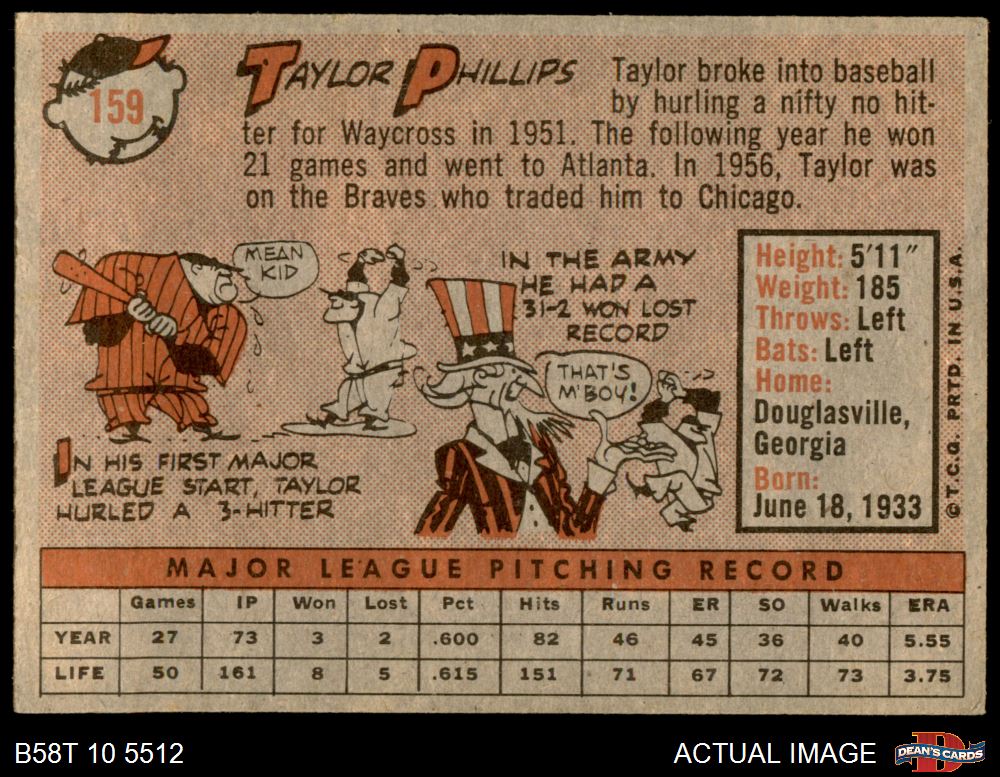 159
TAYLOR PHILLIPS
Taylor broke into baseball
by hurling a nifty no hit-
ter for Waycross in 1951. The following year he won
21 games and went to Atlanta. In 1956, Taylor was
on the Braves who traded him to Chicago.
MEAN
KID
IN HIS FIRST MAJOR
LEAGUE START, TAYLOR
HURLED A 3-HITTER
IN THE ARMY
HE HAD A
31-2 WON LOST
RECORD
THAT'S
M'BOY!
Height: 5'11"
Weight: 185
Throws: Left
Bats: Left
Home:
Douglasville,
Georgia
Born:
June 18, 1933
© T.C.G. PRTD. IN U.S.A.
MAJOR LEAGUE PITCHING RECORD
Games IP Won Lost Pct Hits Runs ER SO Walks ERA
YEAR 27 73 3 2 .600 82 46 45 36 40 5.55
LIFE 50 161 8 5 .615 151 71 67 72 73 3.75
B58T 10 5512
ACTUAL IMAGE
D
DEAN'S CARDS